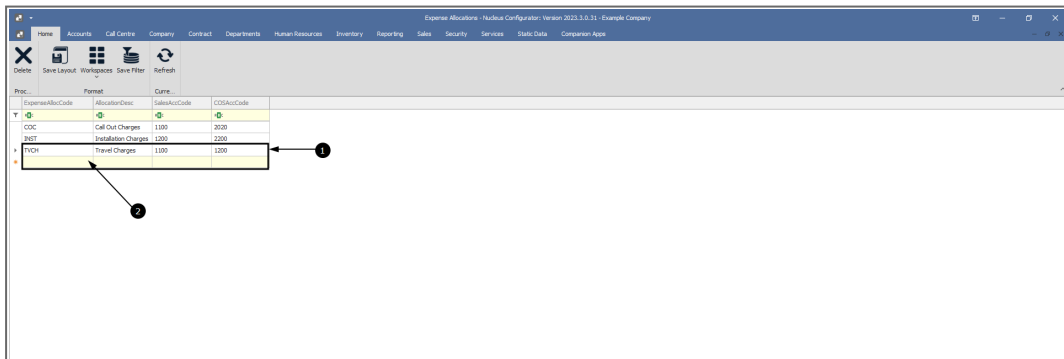 Expense Allocations - Nucleus Configurator: Version 2023.3.0.31 - Example Company
Home Accounts Call Centre Company Contract Departments Human Resources Inventory Reporting Sales Security Services Static Data Companion Apps
Delete Save Layout Workspaces Save Filter Refresh
Proc... Format Curre...
ExpenseAllocCode AllocationDesc SalesAccCode COSAccCode
COC Call Out Charges 1100 2020
INST Installation Charges 1200 2200
TVCH Travel Charges 1100 1200
1
2